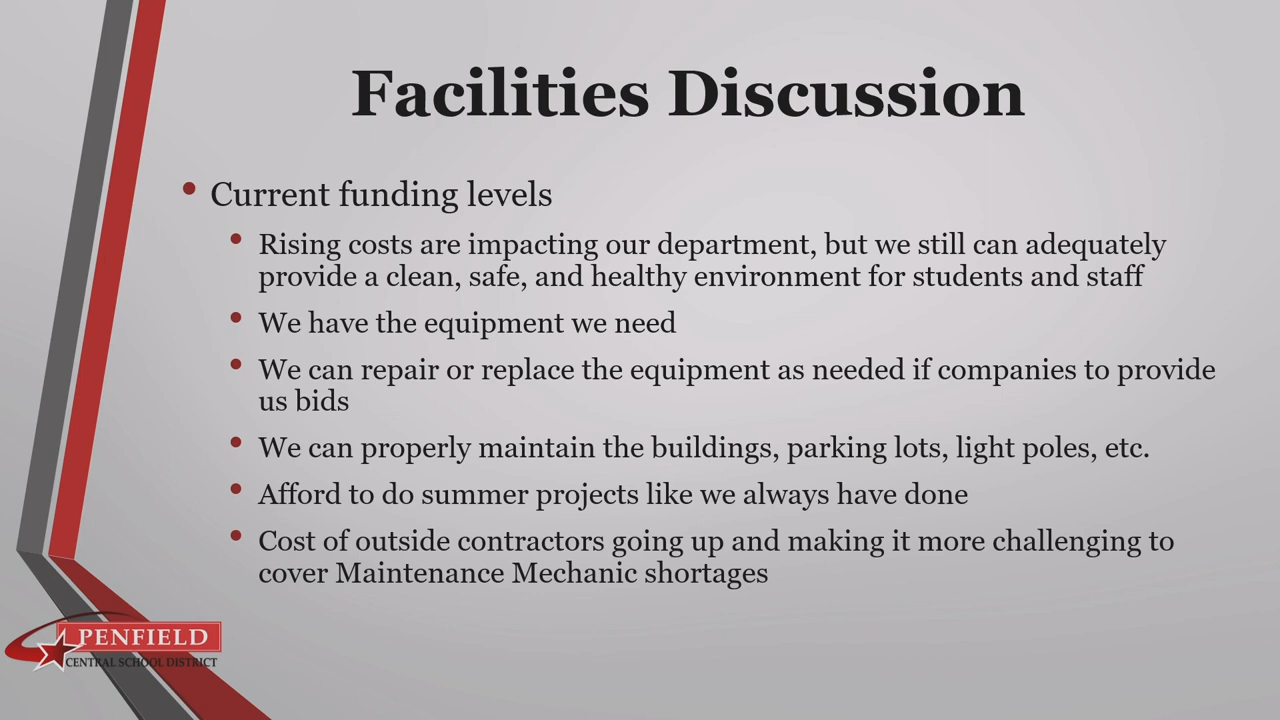 Facilities Discussion
• Current funding levels
• Rising costs are impacting our department, but we still can adequately
provide a clean, safe, and healthy environment for students and staff
• We have the equipment we need
• We can repair or replace the equipment as needed if companies to provide
us bids
• We can properly maintain the buildings, parking lots, light poles, etc.
• Afford to do summer projects like we always have done
• Cost of outside contractors going up and making it more challenging to
cover Maintenance Mechanic shortages
PENFIELD
CENTRAL SCHOOL DISTRICT